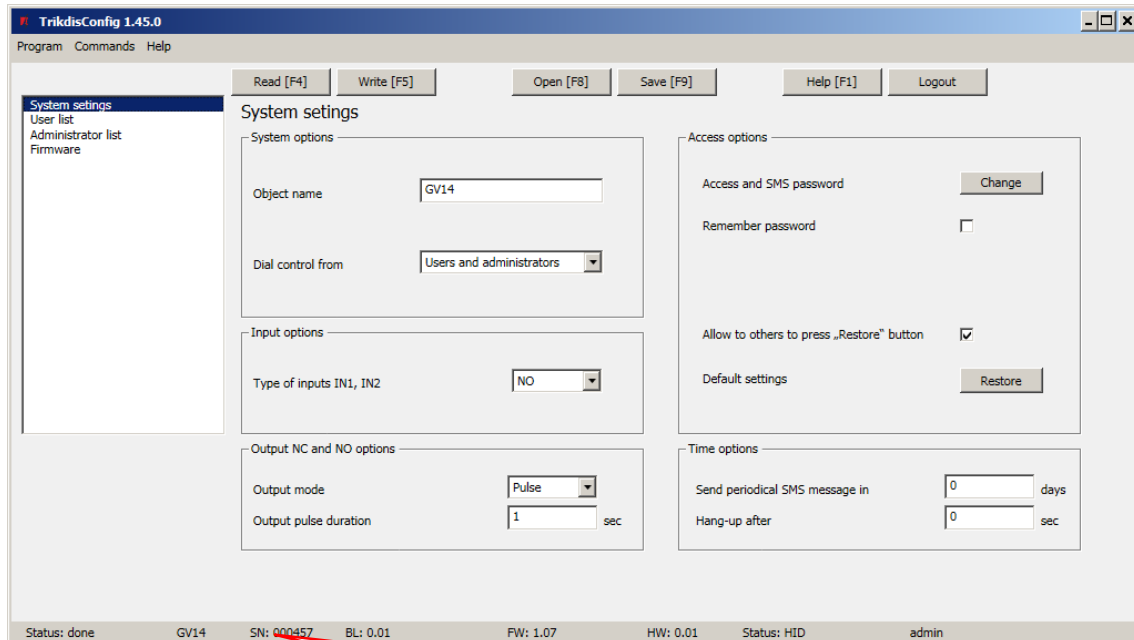 TrikdisConfig 1.45.0
Program Commands Help
Read [F4] Write [F5] Open [F8] Save [F9] Help [F1] Logout
System setings
User list
Administrator list
Firmware
System setings
System options
Object name GV14
Dial control from Users and administrators
Input options
Type of inputs IN1, IN2 NO
Output NC and NO options
Output mode Pulse
Output pulse duration 1 sec
Access options
Access and SMS password Change
Remember password
Allow to others to press „Restore“ button
Default settings Restore
Time options
Send periodical SMS message in 0 days
Hang-up after 0 sec
Status: done GV14 SN: 000457 BL: 0.01 FW: 1.07 HW: 0.01 Status: HID admin